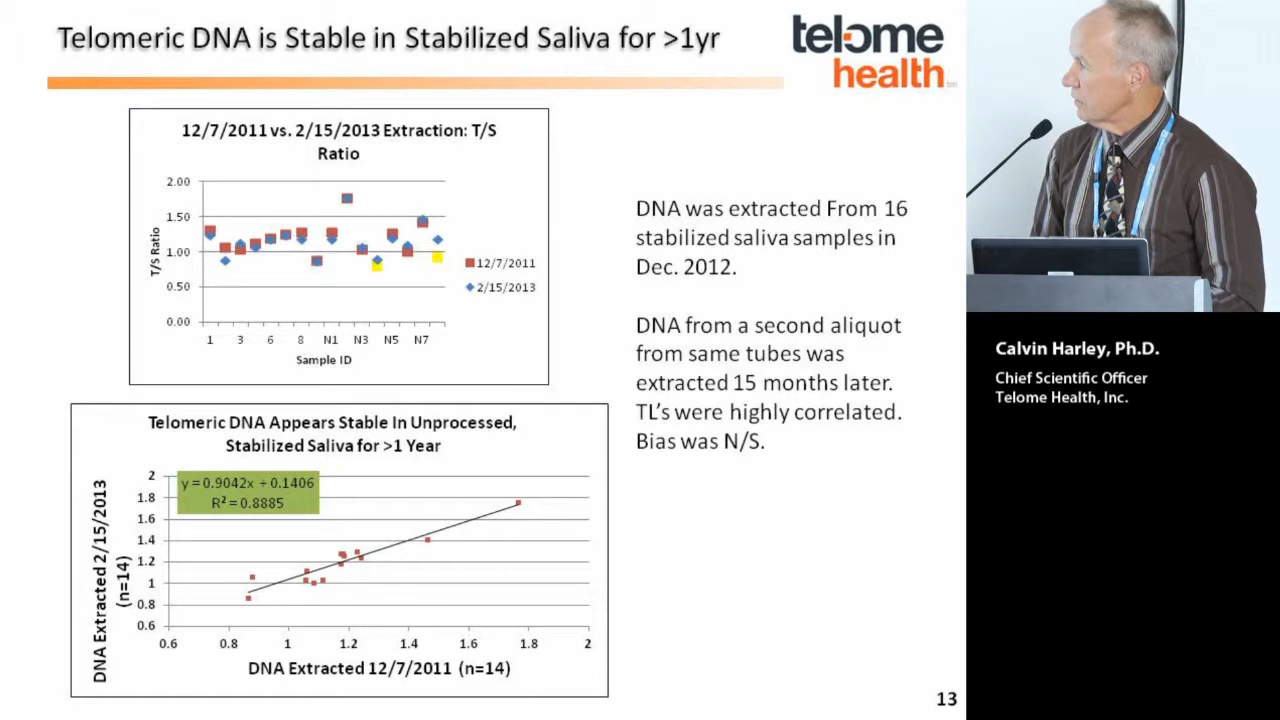 Telomeric DNA is Stable in Stabilized Saliva for >1yr
telome
health
12/7/2011 vs. 2/15/2013 Extraction: T/S
Ratio
T/S Ratio
2.00
1.50
1.00
0.50
0.00
1 3 6 8 N1 N3 N5 N7
Sample ID
12/7/2011
2/15/2013
Telomeric DNA Appears Stable In Unprocessed,
Stabilized Saliva for >1 Year
DNA Extracted 2/15/2013
(n=14)
y = 0.9042x + 0.1406
R² = 0.8885
2
1.8
1.6
1.4
1.2
1
0.8
0.6
0.6 0.8 1 1.2 1.4 1.6 1.8 2
DNA Extracted 12/7/2011 (n=14)
DNA was extracted From 16
stabilized saliva samples in
Dec. 2012.
DNA from a second aliquot
from same tubes was
extracted 15 months later.
TL's were highly correlated.
Bias was N/S.
13
Calvin Harley, Ph.D.
Chief Scientific Officer
Telome Health, Inc.